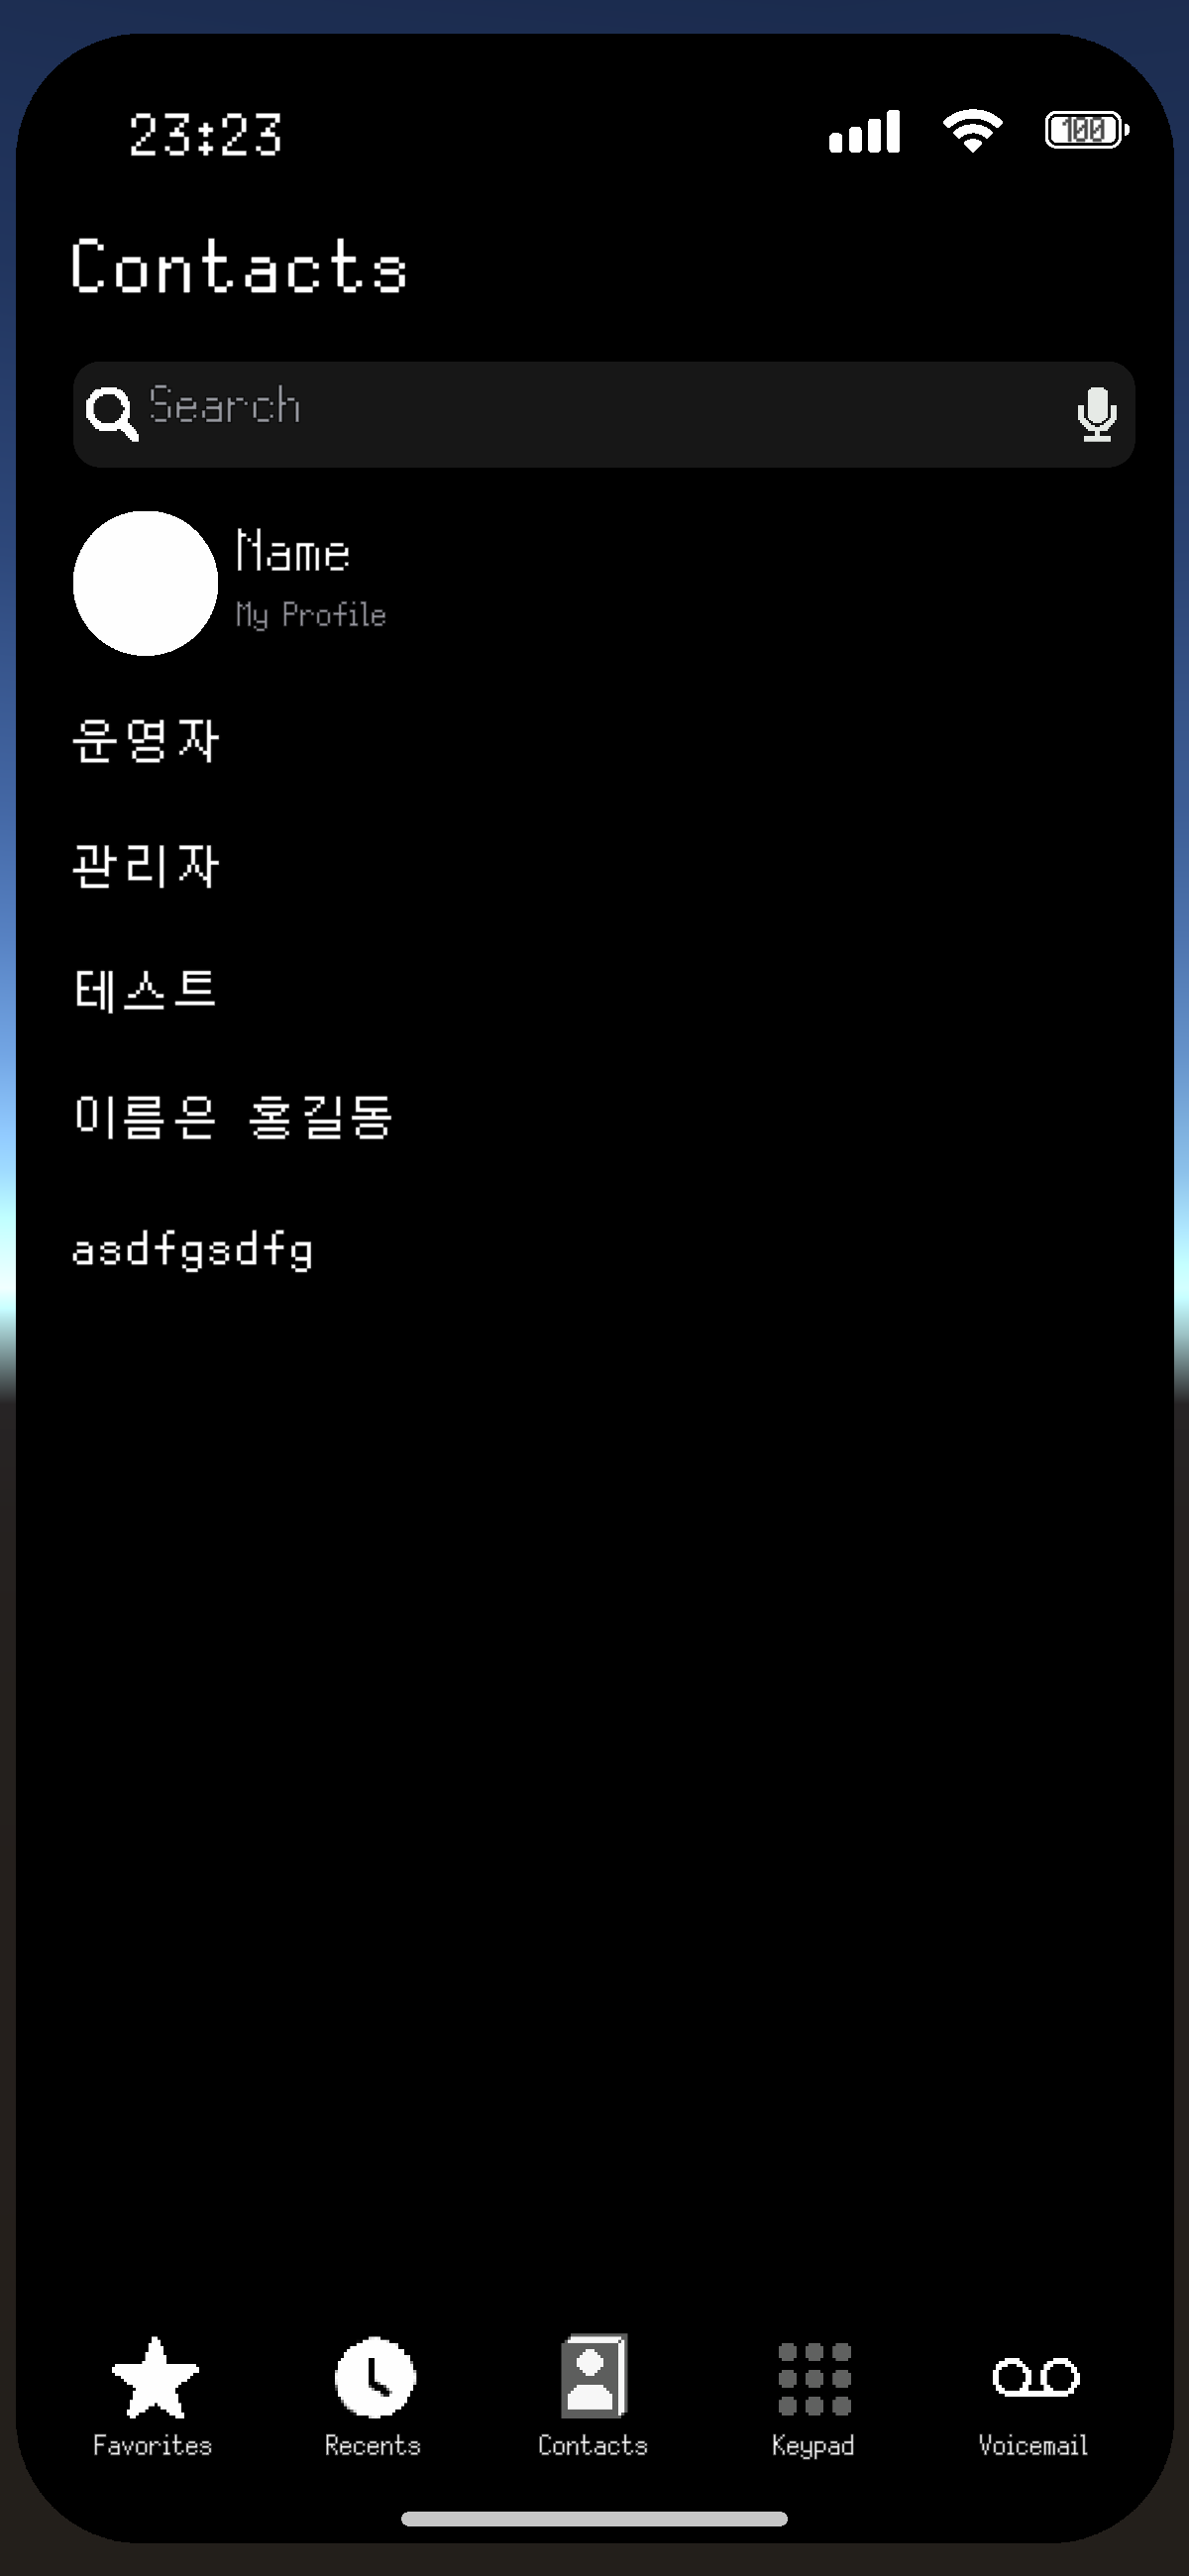 23:23
100
Contacts
Search
Name
My Profile
운영자
관리자
테스트
이름은 홍길동
asdfgsdfg
Favorites
Recents
Contacts
Keypad
Voicemail